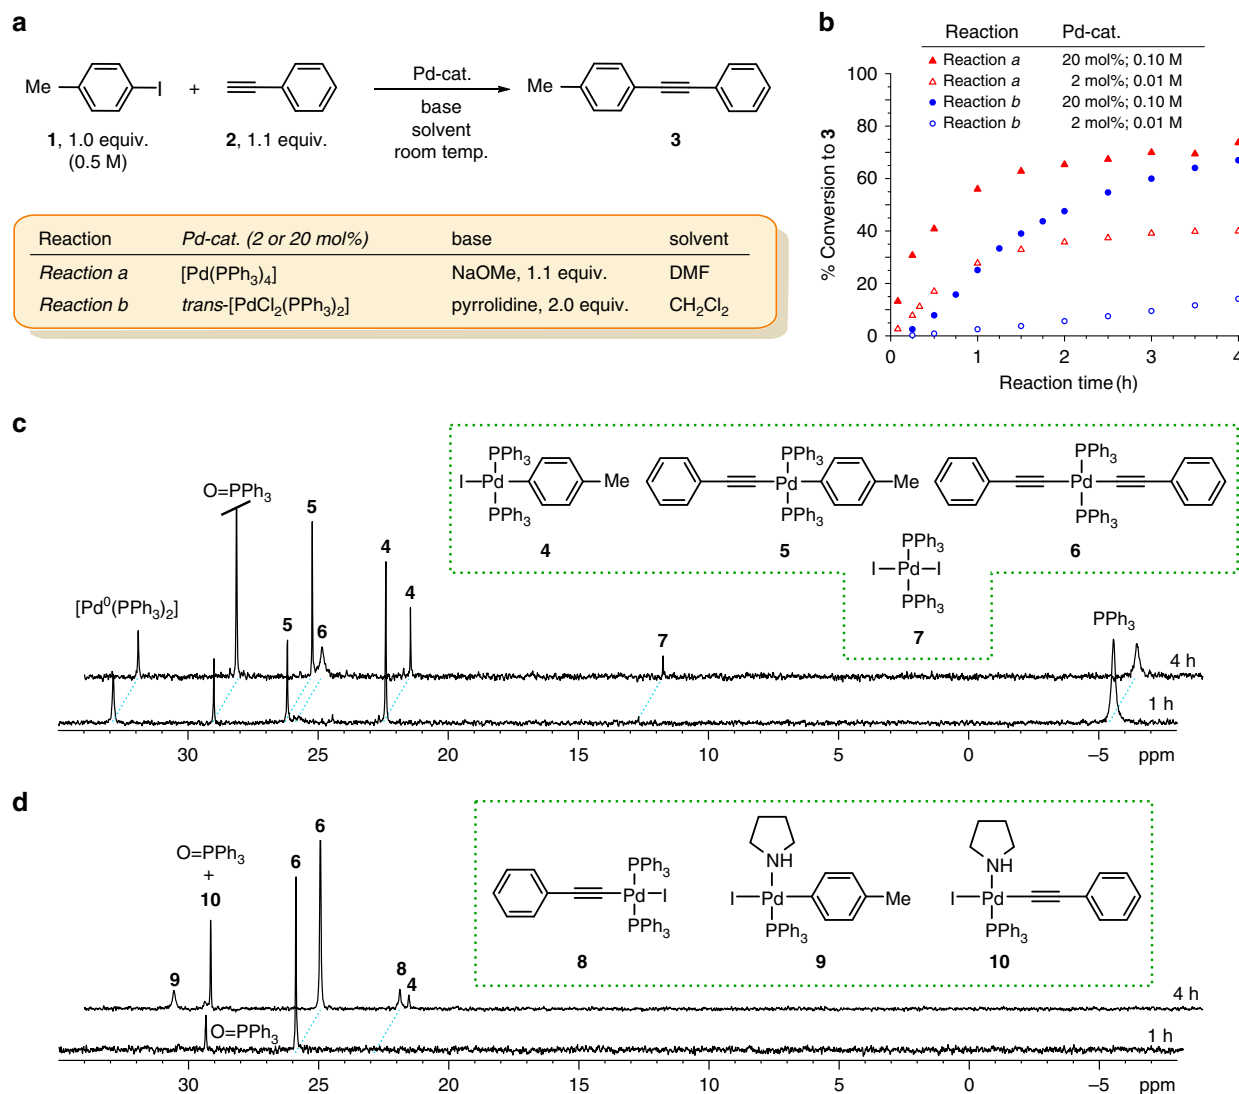 a
Me
I
+
Pd-cat.
base
solvent
room temp.
Me
1, 1.0 equiv.
(0.5 M)
2, 1.1 equiv.
3
Reaction Pd-cat. (2 or 20 mol%) base solvent
Reaction a [Pd(PPh3)4] NaOMe, 1.1 equiv. DMF
Reaction b trans-[PdCl2(PPh3)2] pyrrolidine, 2.0 equiv. CH2Cl2
b
Reaction Pd-cat.
Reaction a 20 mol%; 0.10 M
Reaction a 2 mol%; 0.01 M
Reaction b 20 mol%; 0.10 M
Reaction b 2 mol%; 0.01 M
% Conversion to 3
100
80
60
40
20
0
0 1 2 3 4
Reaction time (h)
c
PPh3
I Pd Me
PPh3
4
PPh3
Pd Me
PPh3
5
PPh3
Pd
PPh3
6
PPh3
I Pd I
PPh3
7
O=PPh3
[Pd0(PPh3)2]
5
5
6
4
4
7
PPh3
4 h
1 h
30 25 20 15 10 5 0 −5 ppm
d
PPh3
Pd I
PPh3
8
NH
I Pd Me
PPh3
9
NH
I Pd
PPh3
10
O=PPh3
+
10
9
6
6
8
4
O=PPh3
4 h
1 h
30 25 20 15 10 5 0 −5 ppm